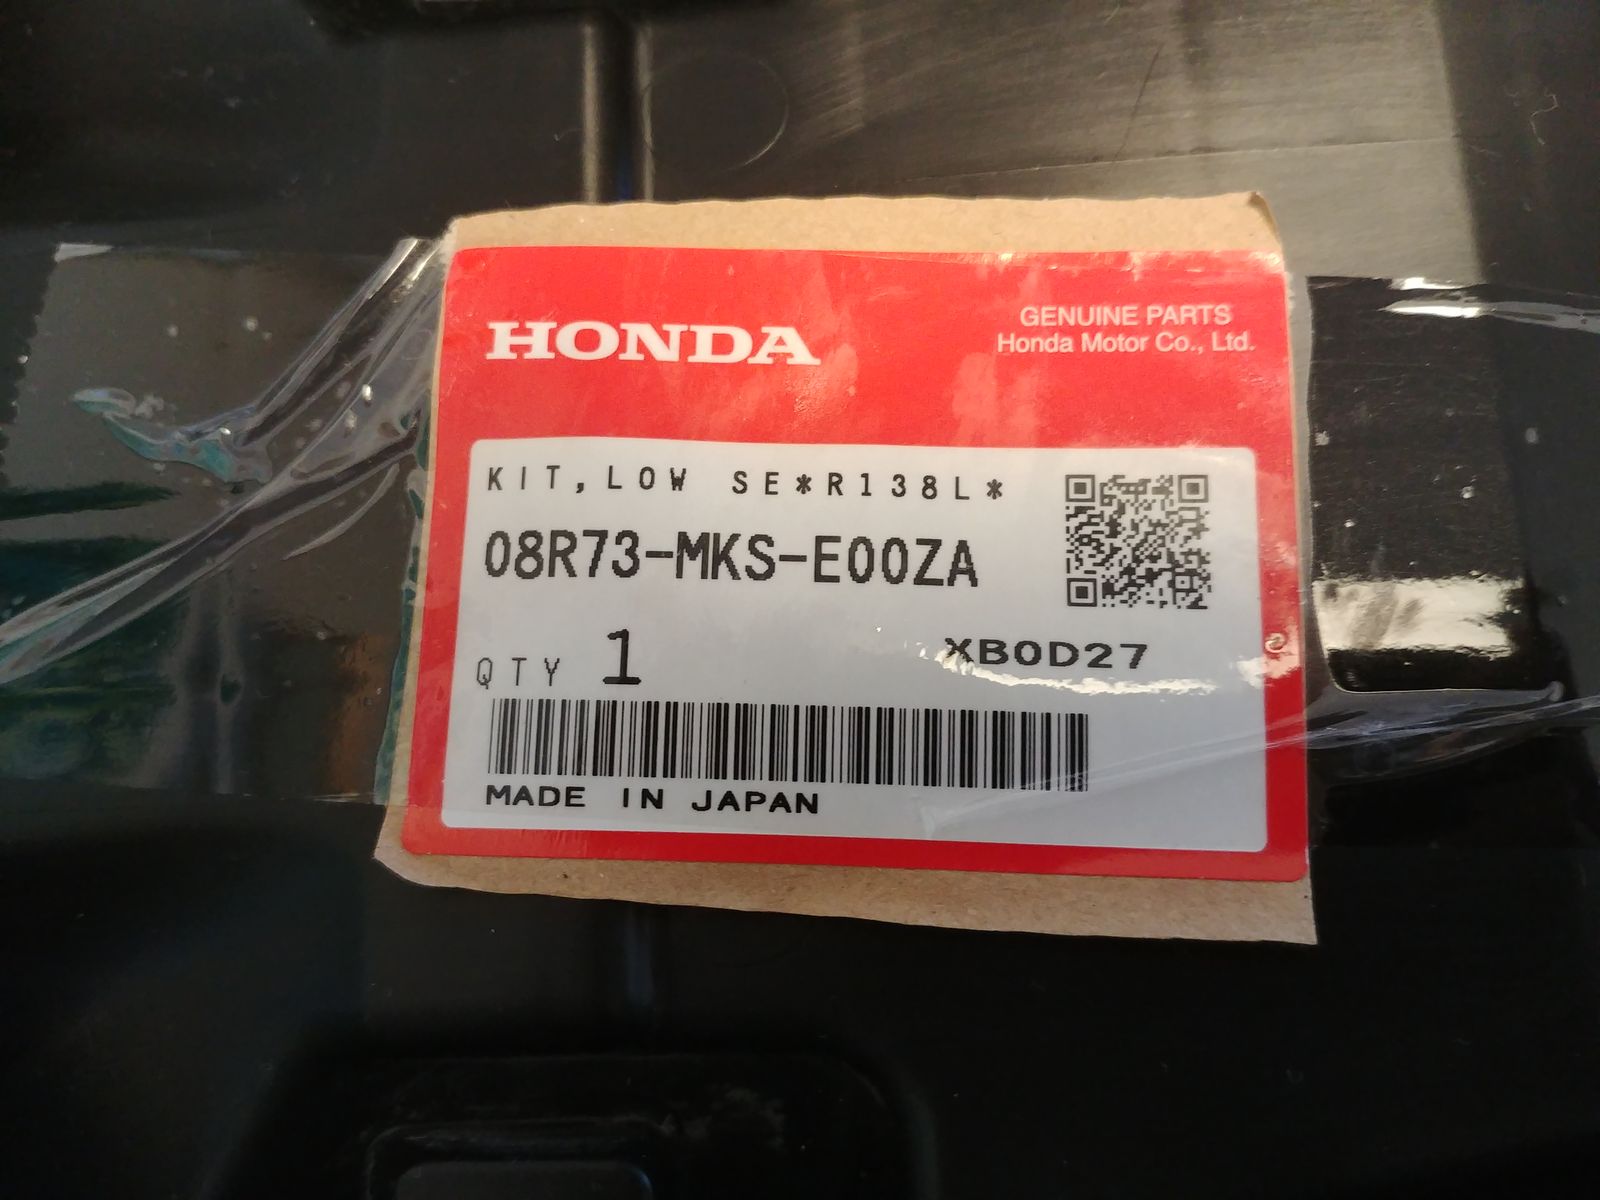 HONDA
GENUINE PARTS
Honda Motor Co., Ltd.
KIT,LOW SE*R138L*
08R73-MKS-E00ZA
QTY 1
XB0D27
MADE IN JAPAN